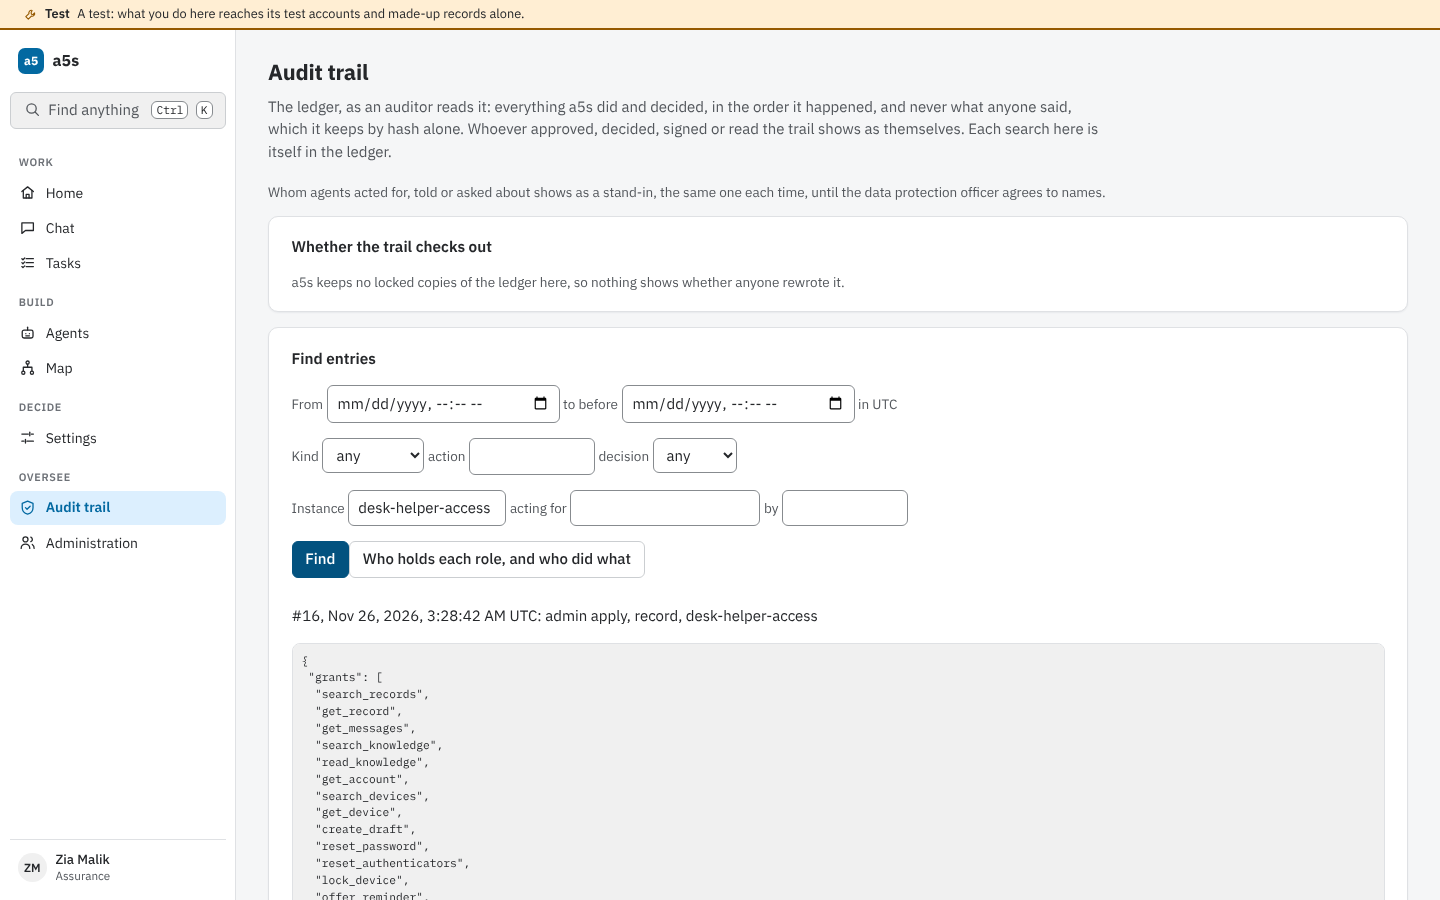 Test A test: what you do here reaches its test accounts and made-up records alone.
a5 a5s
Find anything Ctrl K
WORK
Home
Chat
Tasks
BUILD
Agents
Map
DECIDE
Settings
OVERSEE
Audit trail
Administration
ZM Zia Malik
Assurance
Audit trail
The ledger, as an auditor reads it: everything a5s did and decided, in the order it happened, and never what anyone said,
which it keeps by hash alone. Whoever approved, decided, signed or read the trail shows as themselves. Each search here is
itself in the ledger.
Whom agents acted for, told or asked about shows as a stand-in, the same one each time, until the data protection officer agrees to names.
Whether the trail checks out
a5s keeps no locked copies of the ledger here, so nothing shows whether anyone rewrote it.
Find entries
From mm/dd/yyyy, --:-- -- to before mm/dd/yyyy, --:-- -- in UTC
Kind any action decision any
Instance desk-helper-access acting for by
Find Who holds each role, and who did what
#16, Nov 26, 2026, 3:28:42 AM UTC: admin apply, record, desk-helper-access
{
"grants": [
"search_records",
"get_record",
"get_messages",
"search_knowledge",
"read_knowledge",
"get_account",
"search_devices",
"get_device",
"create_draft",
"reset_password",
"reset_authenticators",
"lock_device",
"offer_reminder",